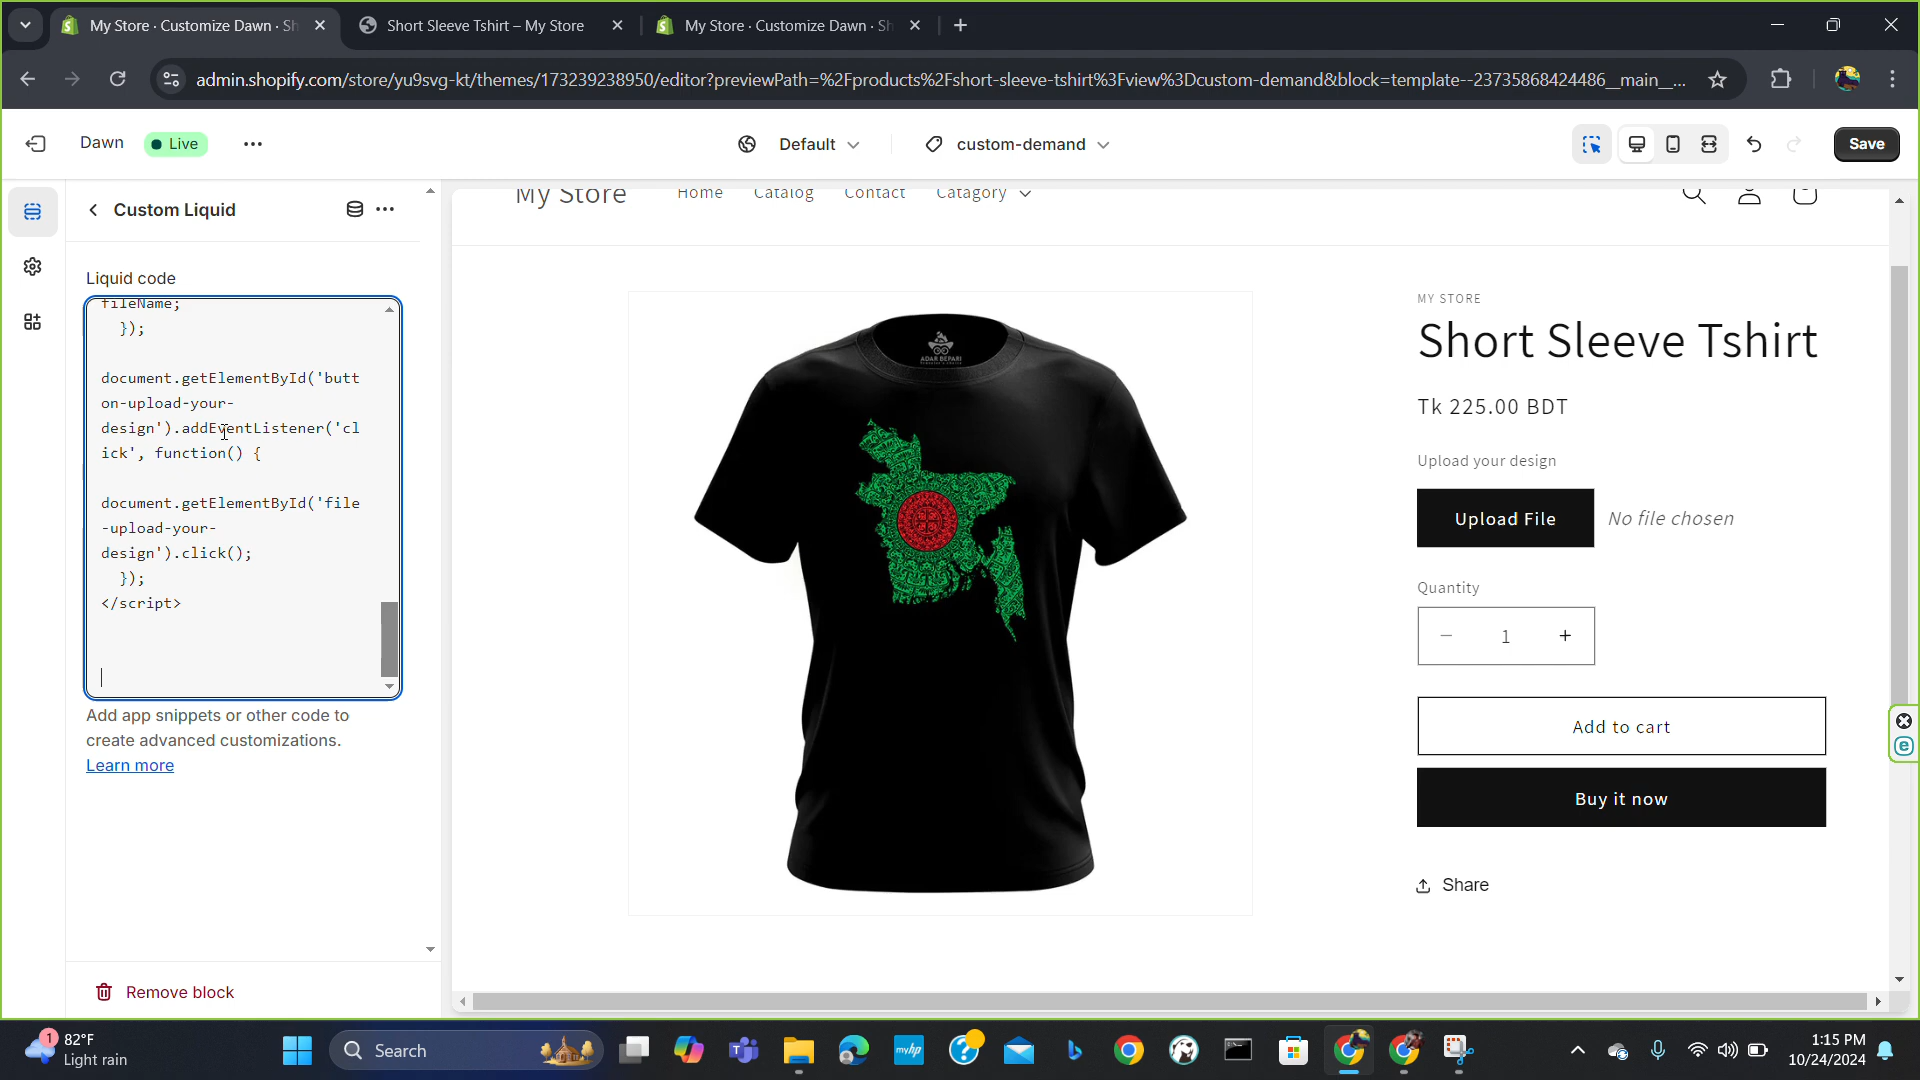 My Store · Customize Dawn · Sh
Short Sleeve Tshirt – My Store
My Store · Customize Dawn · Sh
admin.shopify.com/store/yu9svg-kt/themes/173239238950/editor?previewPath=%2Fproducts%2Fshort-sleeve-tshirt%3Fview%3Dcustom-demand&block=template--23735868424486__main__...
Dawn
Live
Default
custom-demand
Save
Custom Liquid
My Store
Home
Catalog
Contact
Catagory
Liquid code
fileName;
});
document.getElementById('butt
on-upload-your-
design').addEventListener('cl
ick', function() {
document.getElementById('file
-upload-your-
design').click();
});
</script>
Add app snippets or other code to
create advanced customizations.
Learn more
Remove block
ADAR BEPARI
MY STORE
Short Sleeve Tshirt
Tk 225.00 BDT
Upload your design
Upload File
No file chosen
Quantity
1
Add to cart
Buy it now
Share
1
82°F
Light rain
Search
myhp
1:15 PM
10/24/2024